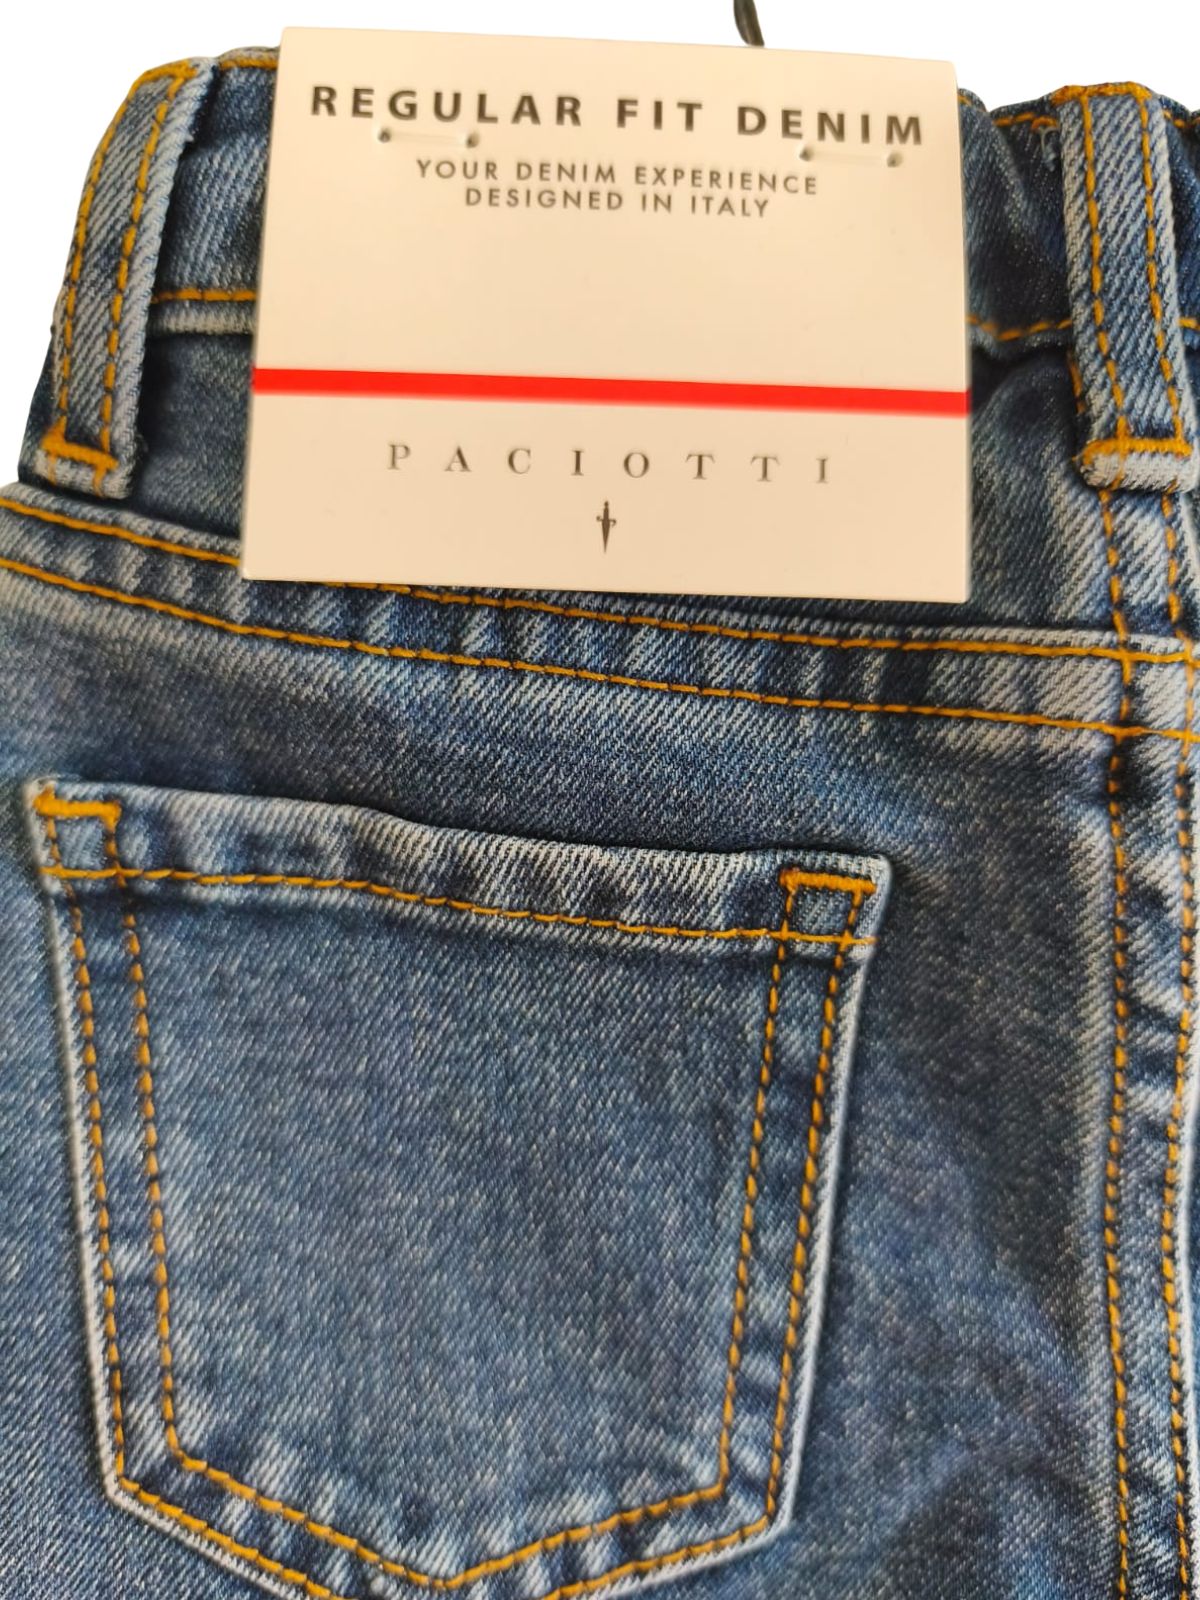 REGULAR FIT DENIM
YOUR DENIM EXPERIENCE
DESIGNED IN ITALY
PACIOTTI